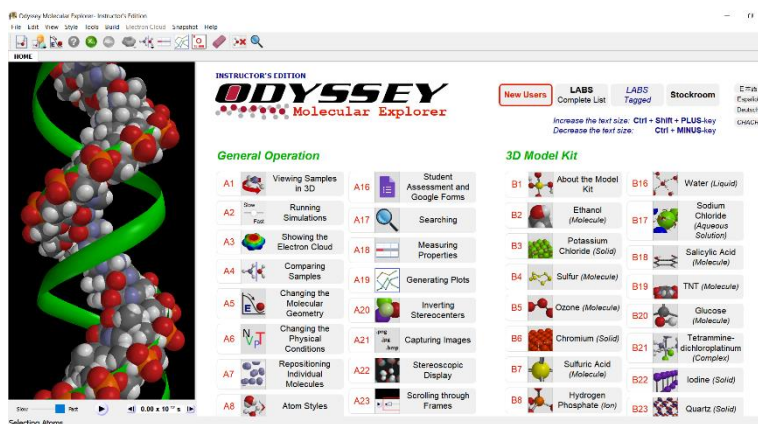 Odyssey Molecular Explorer- Instructor's Edition
File Edit View Style Tools Build Electron Cloud Snapshot Help
HOME
INSTRUCTOR'S EDITION
ODYSSEY
Molecular Explorer
New Users
LABS
Complete List
LABS
Tagged
Stockroom
Español
Deutsch
Increase the text size: Ctrl + Shift + PLUS-key
Decrease the text size: Ctrl + MINUS-key
General Operation
A1 Viewing Samples
in 3D
A2 Slow Fast Running
Simulations
A3 Showing the
Electron Cloud
A4 Comparing
Samples
A5 Changing the
Molecular
Geometry
A6 N V P T Changing the
Physical
Conditions
A7 Repositioning
Individual
Molecules
A8 Atom Styles
A16 Student
Assessment and
Google Forms
A17 Searching
A18 Measuring
Properties
A19 Generating Plots
A20 Inverting
Stereocenters
A21 .png .jpg .bmp Capturing Images
A22 Stereoscopic
Display
A23 Scrolling through
Frames
3D Model Kit
B1 About the Model
Kit
B2 Ethanol
(Molecule)
B3 Potassium
Chloride (Solid)
B4 Sulfur (Molecule)
B5 Ozone (Molecule)
B6 Chromium (Solid)
B7 Sulfuric Acid
(Molecule)
B8 Hydrogen
Phosphate (Ion)
B16 Water (Liquid)
B17 Sodium
Chloride
(Aqueous
Solution)
B18 Salicylic Acid
(Molecule)
B19 TNT (Molecule)
B20 Glucose
(Molecule)
B21 Tetrammine-
dichloroplatinum
(Complex)
B22 Iodine (Solid)
B23 Quartz (Solid)
Slow Fast 0.00 x 10 s
Selecting Atoms